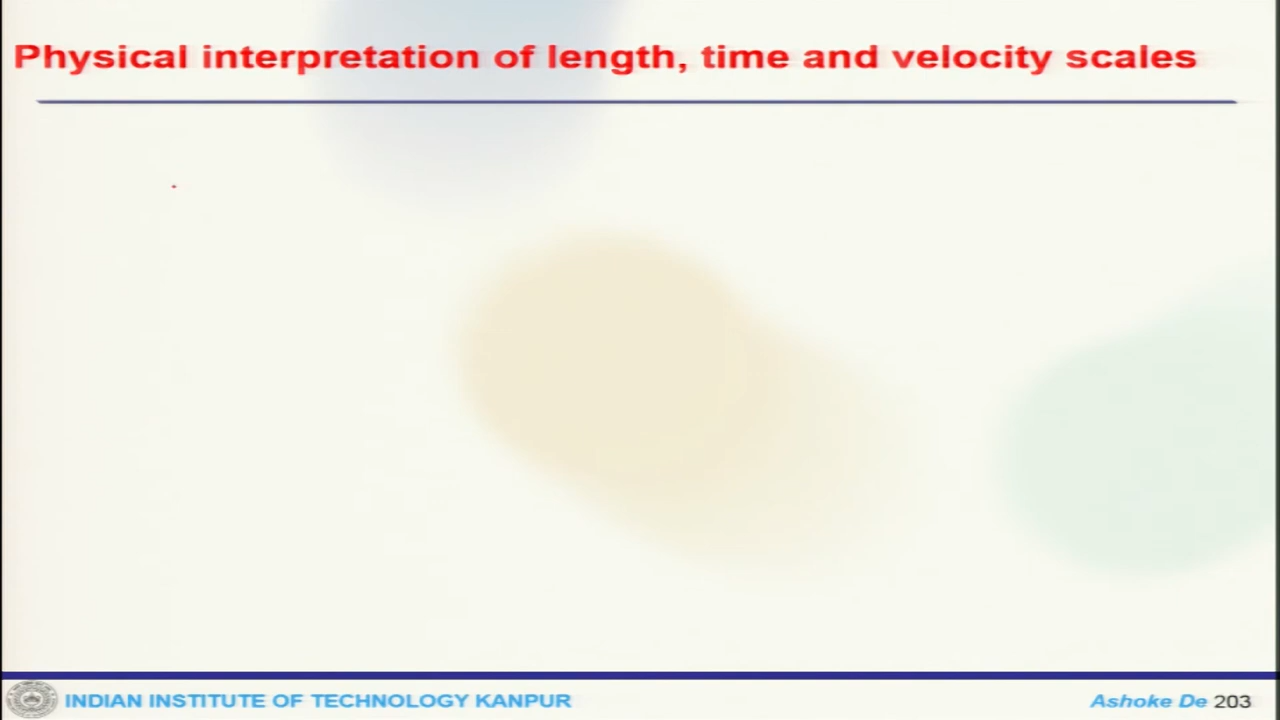 Physical interpretation of length, time and velocity scales
INDIAN INSTITUTE OF TECHNOLOGY KANPUR
Ashoke De 203